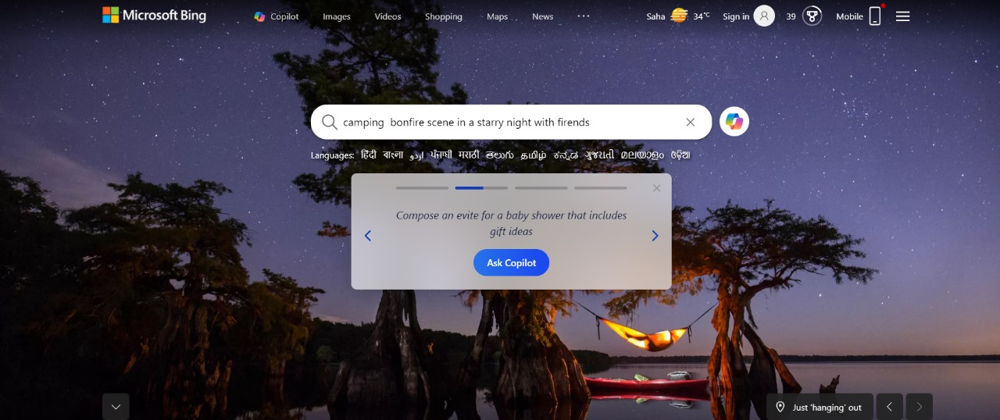 Microsoft Bing
Copilot Images Videos Shopping Maps News ...
Saha 34°C Sign in 39 Mobile
camping  bonfire scene in a starry night with firends
Languages: हिंदी বাংলা اردو ਪੰਜਾਬੀ मराठी తెలుగు தமிழ் ಕನ್ನಡ ગુજરાતી മലയാളം ଓଡ଼ିଆ
Compose an evite for a baby shower that includes
gift ideas
Ask Copilot
Just 'hanging' out